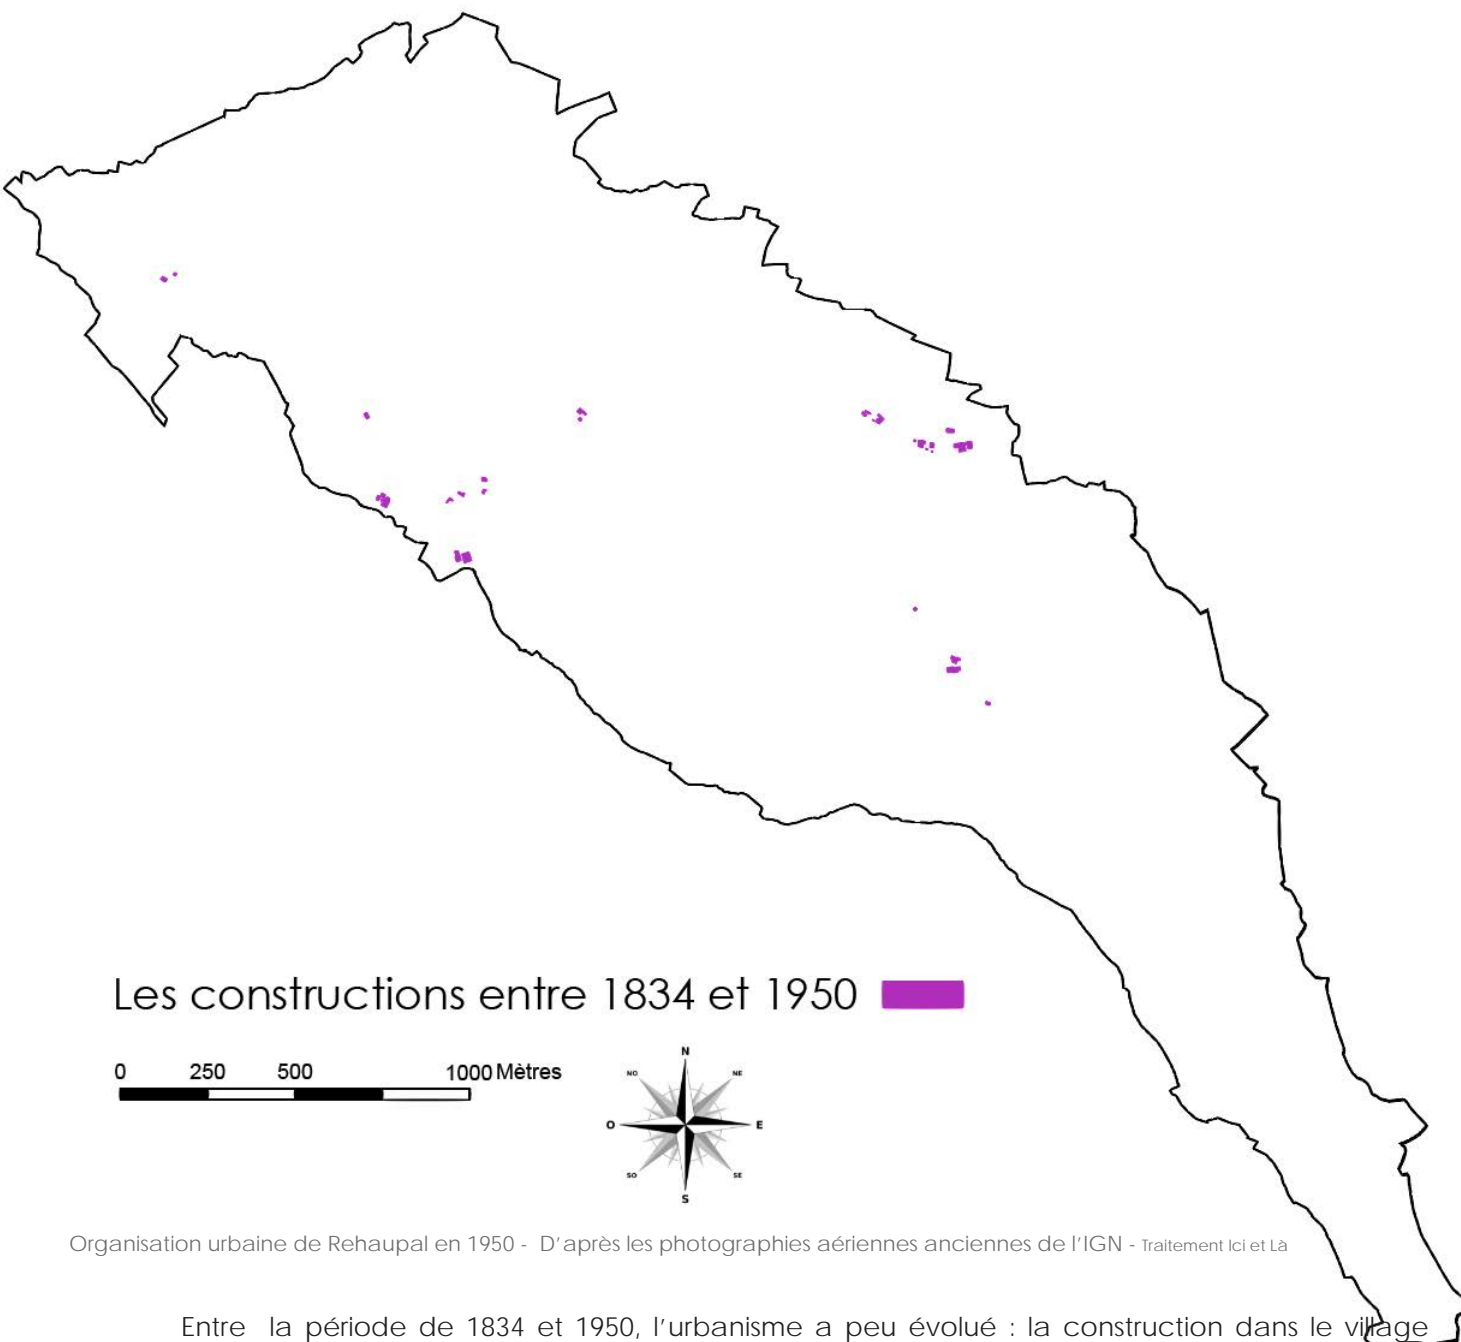 Les constructions entre 1834 et 1950
0 250 500 1000 Mètres
N
NO NE
O E
SO SE
S
Organisation urbaine de Rehaupal en 1950 - D'après les photographies aériennes anciennes de l'IGN - Traitement Ici et Là
Entre la période de 1834 et 1950, l'urbanisme a peu évolué : la construction dans le village